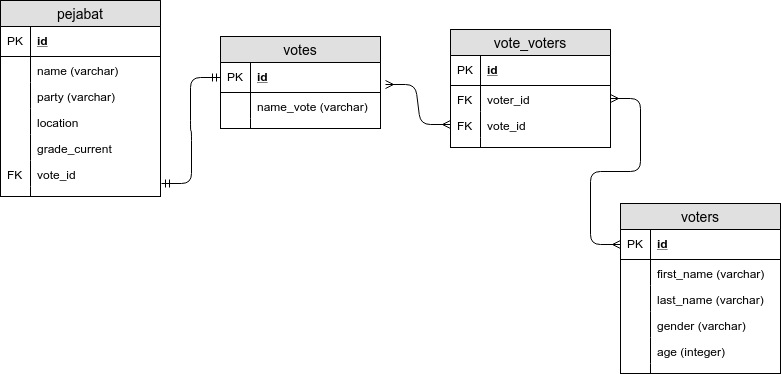 pejabat
PK id
name (varchar)
party (varchar)
location
grade_current
FK vote_id
votes
PK id
name_vote (varchar)
vote_voters
PK id
FK voter_id
FK vote_id
voters
PK id
first_name (varchar)
last_name (varchar)
gender (varchar)
age (integer)